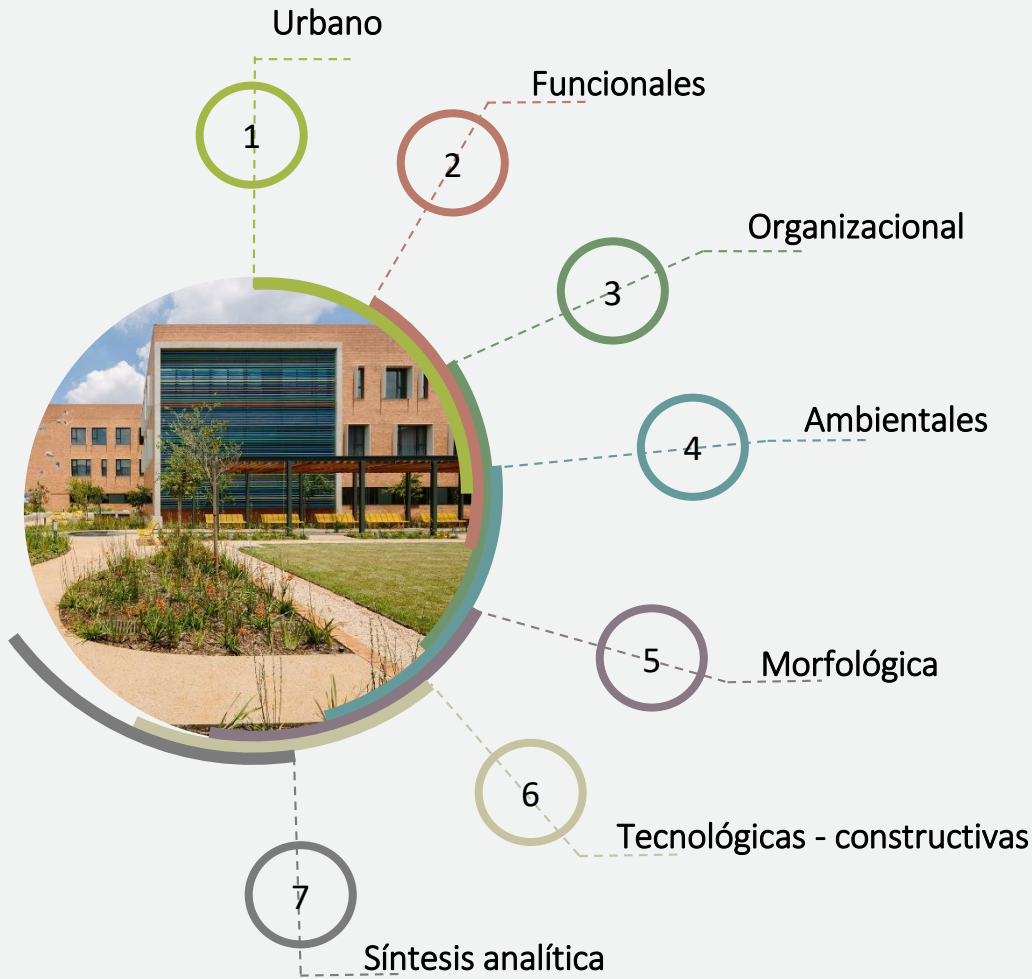 Urbano
1
Funcionales
2
Organizacional
3
Ambientales
4
Morfológica
5
Tecnológicas - constructivas
6
Síntesis analítica
7